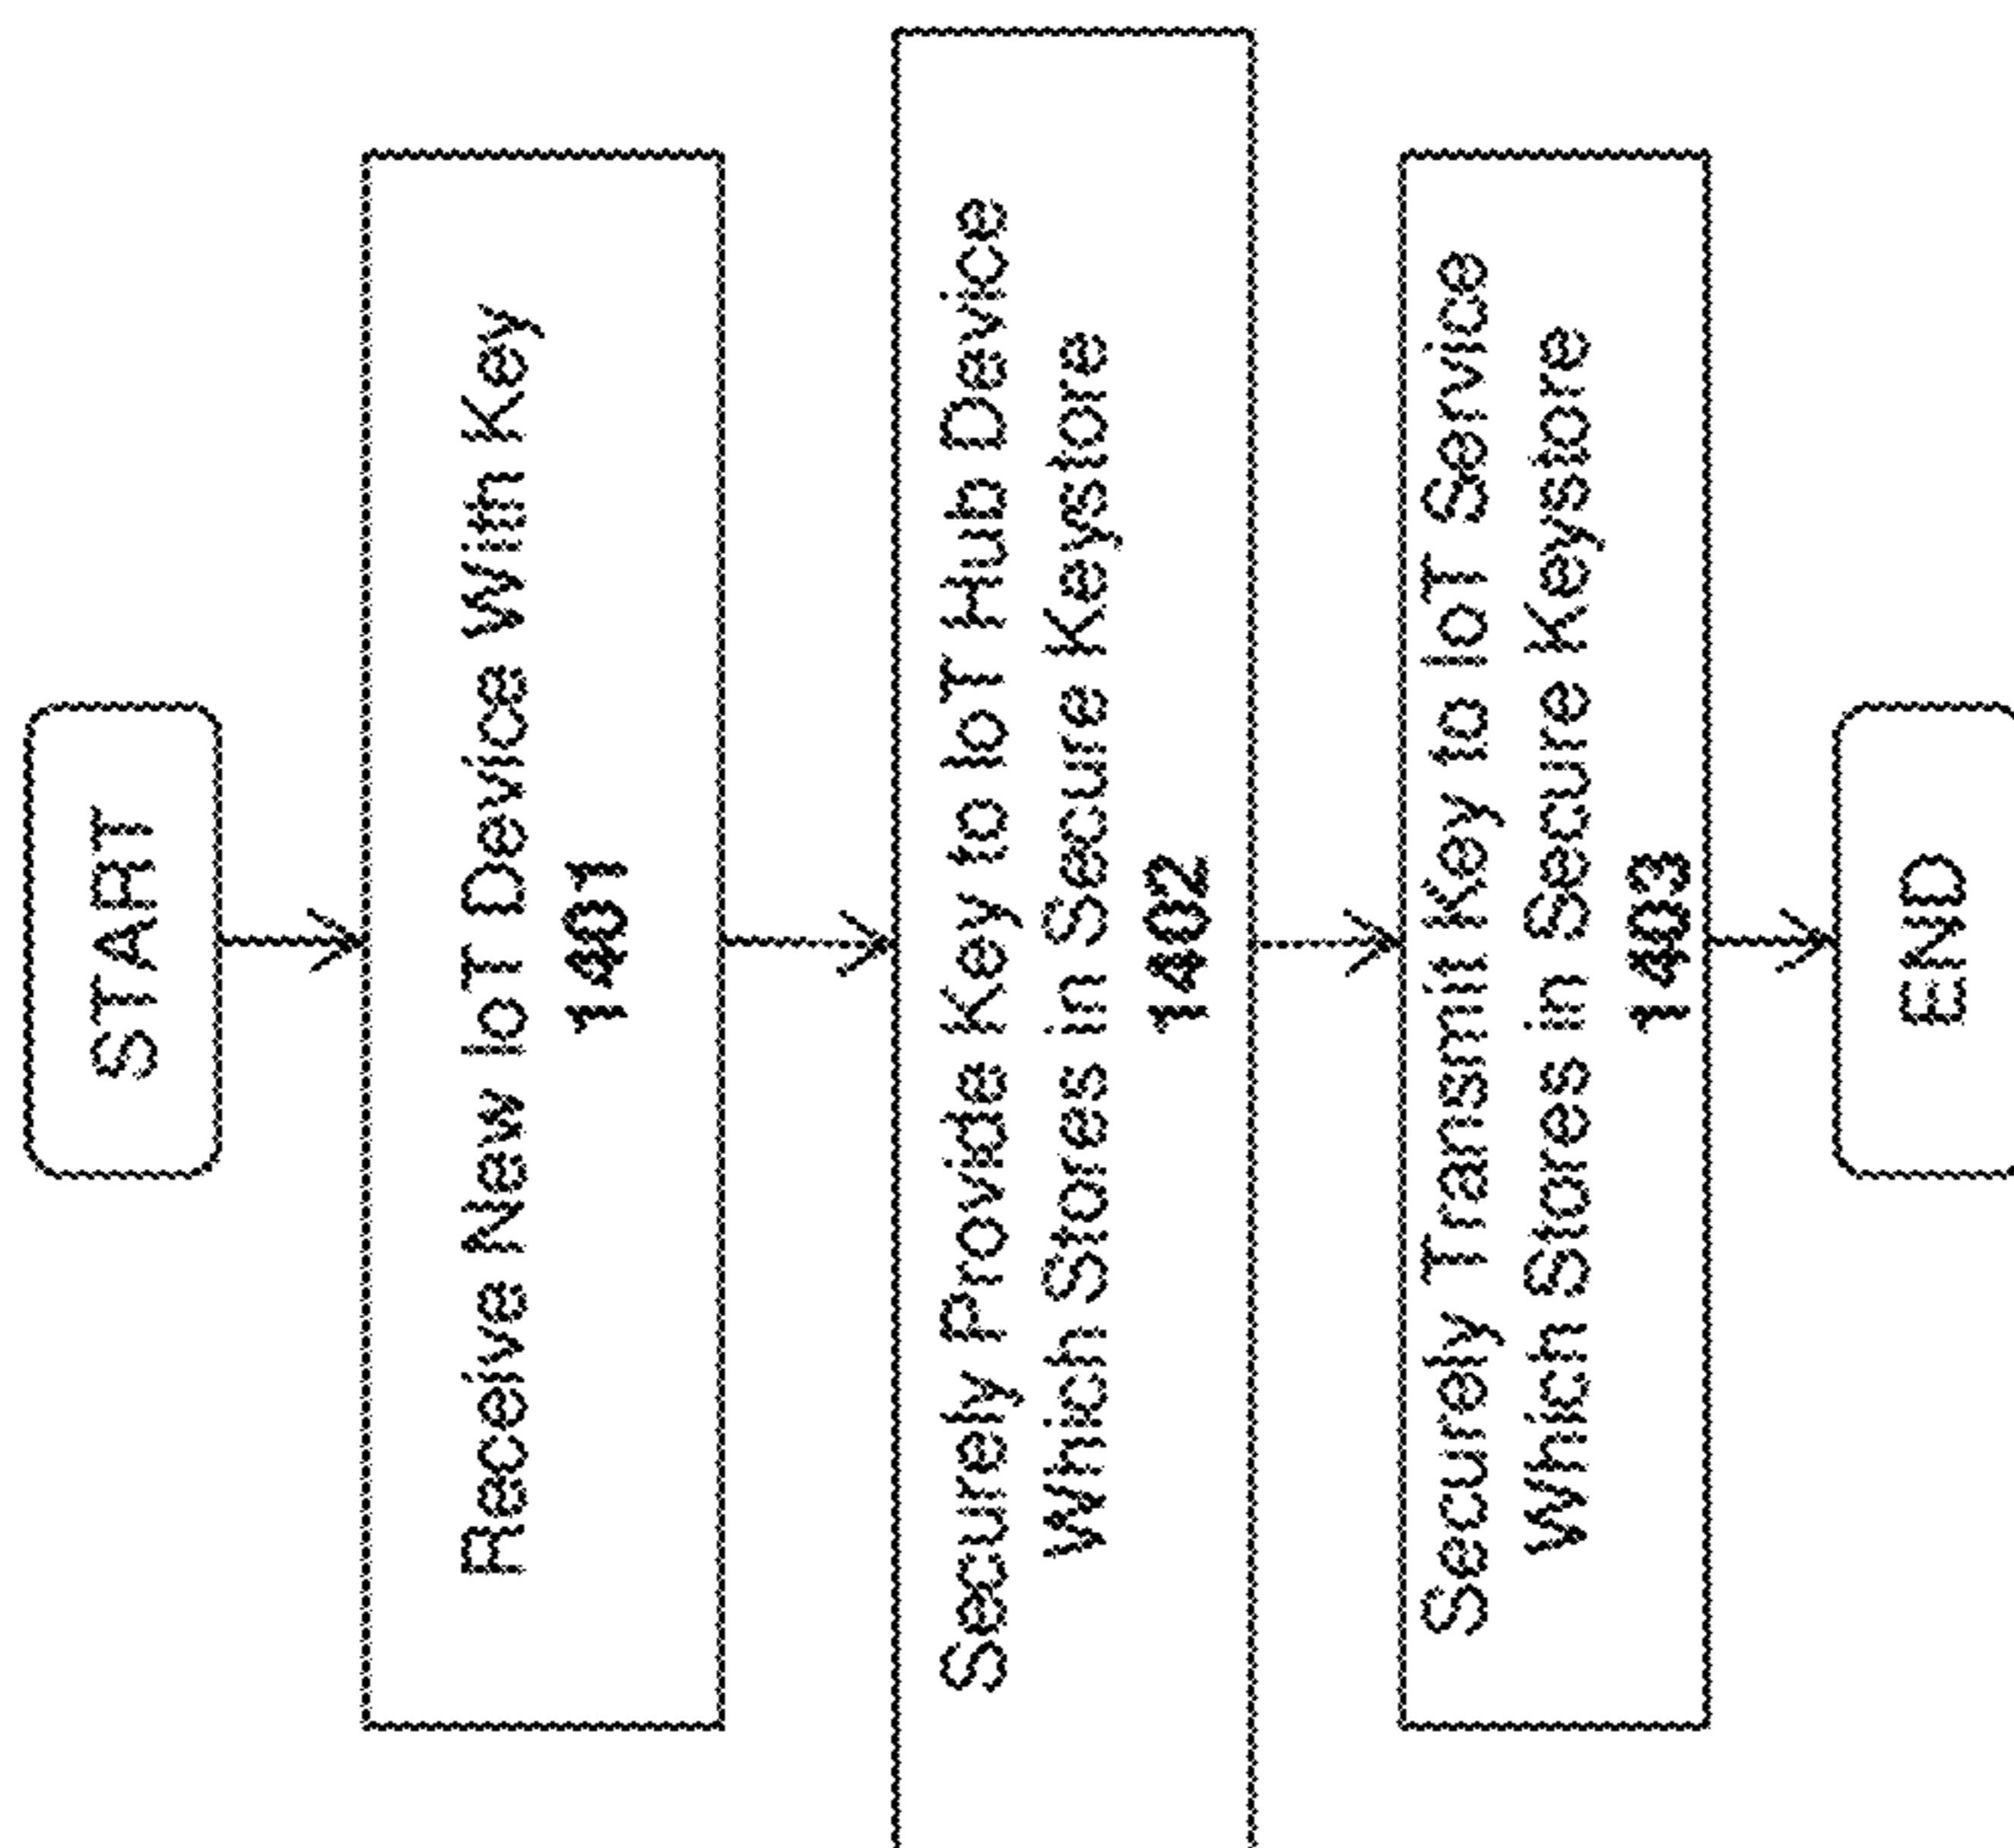 START
Receive New IoT Device With Key
1401
Securely Provide Key to IoT Hub Device
Which Stores in Secure Keystore
1402
Securely Transmit Key to IoT Service
Which Stores in Secure Keystore
1403
END